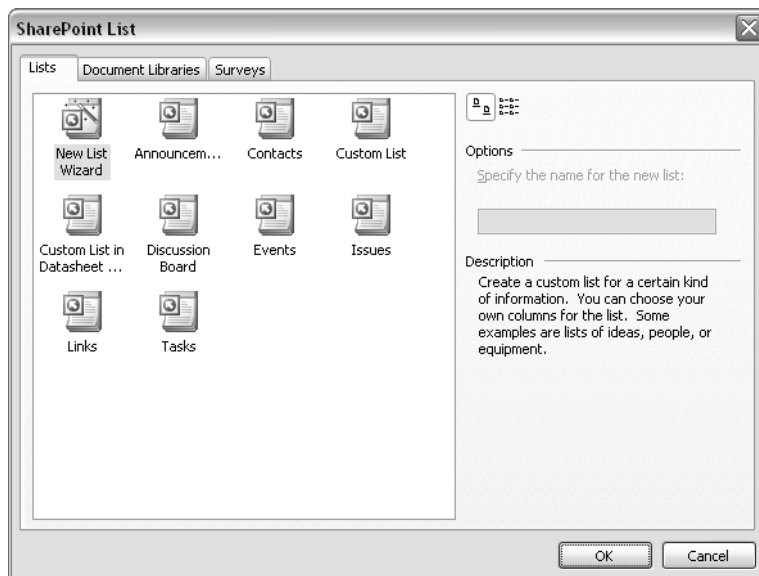 SharePoint List
Lists
Document Libraries
Surveys
New List
Wizard
Announcem...
Contacts
Custom List
Custom List in
Datasheet ...
Discussion
Board
Events
Issues
Links
Tasks
Options
Specify the name for the new list:
Description
Create a custom list for a certain kind
of information.  You can choose your
own columns for the list.  Some
examples are lists of ideas, people, or
equipment.
OK
Cancel